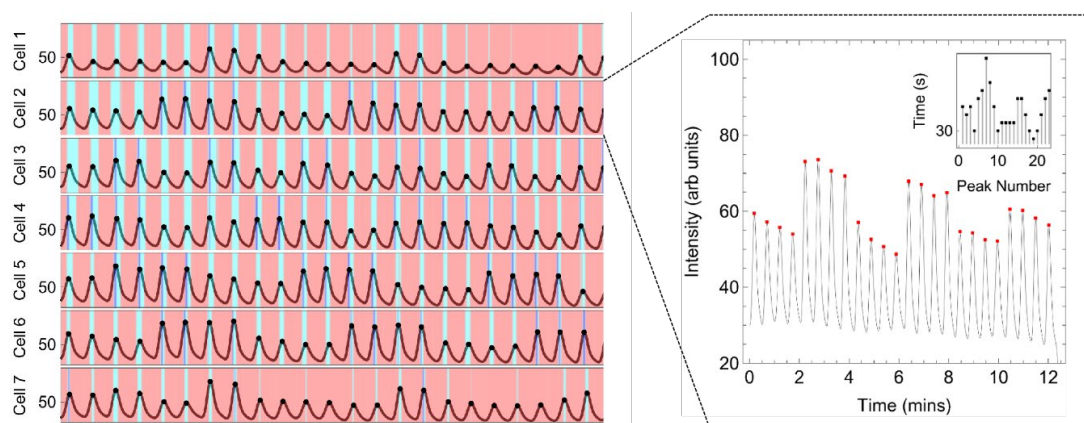 Cell 1
50
Cell 2
50
Cell 3
50
Cell 4
50
Cell 5
50
Cell 6
50
Cell 7
50
Intensity (arb units)
100
80
60
40
20
0
2
4
6
8
10
12
Time (mins)
Time (s)
30
0
10
20
Peak Number